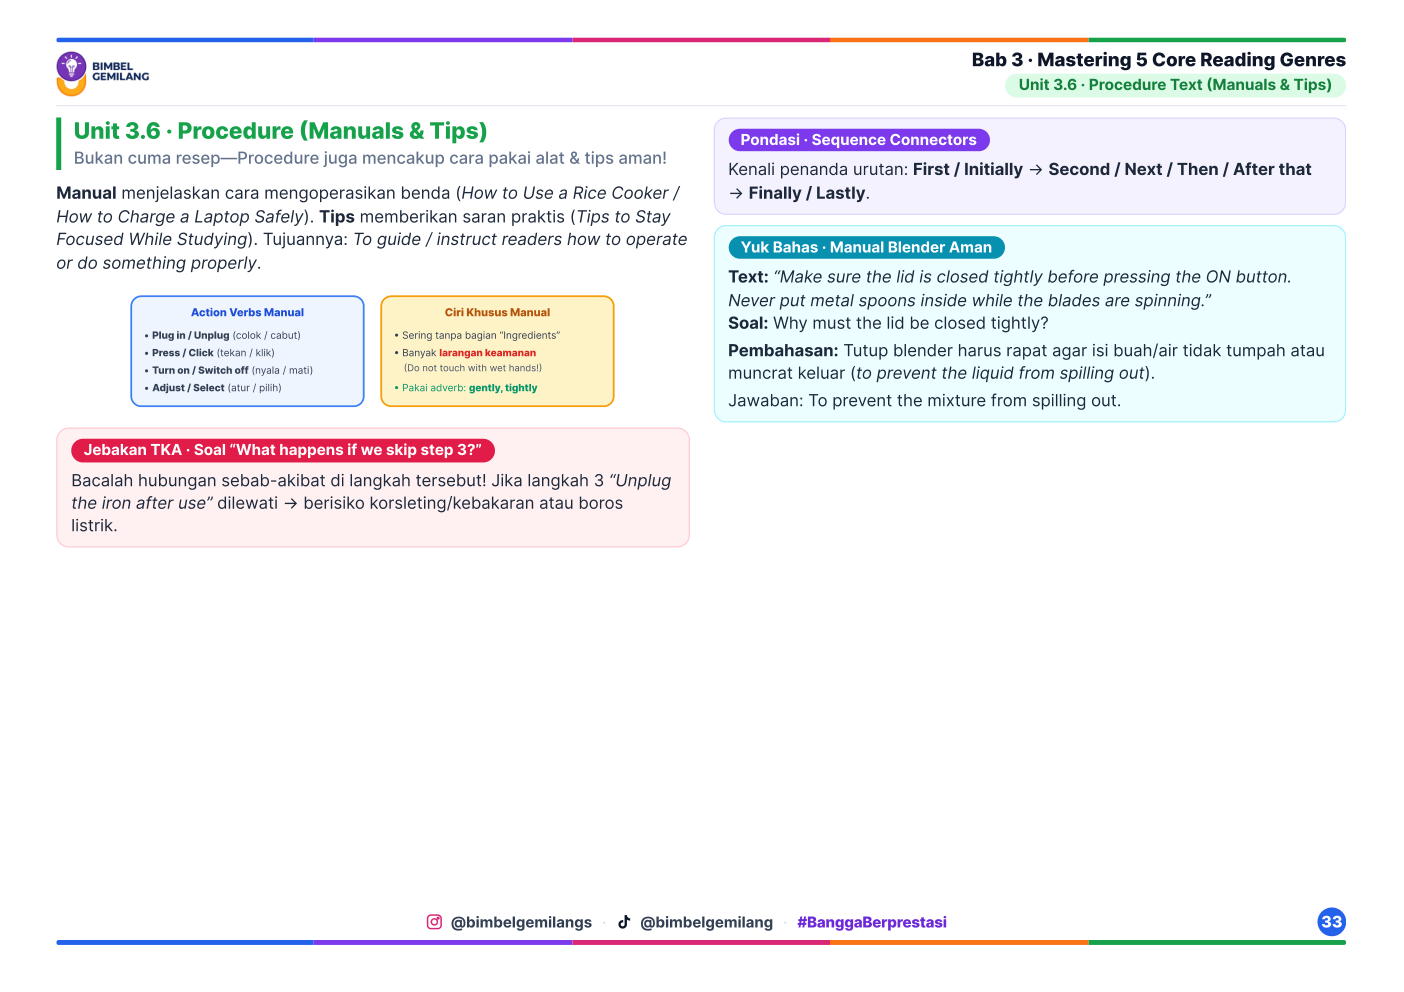 BIMBEL
GEMILANG
Bab 3 · Mastering 5 Core Reading Genres
Unit 3.6 · Procedure Text (Manuals & Tips)
Unit 3.6 · Procedure (Manuals & Tips)
Bukan cuma resep—Procedure juga mencakup cara pakai alat & tips aman!
Manual menjelaskan cara mengoperasikan benda (How to Use a Rice Cooker /
How to Charge a Laptop Safely). Tips memberikan saran praktis (Tips to Stay
Focused While Studying). Tujuannya: To guide / instruct readers how to operate
or do something properly.
Action Verbs Manual
• Plug in / Unplug (colok / cabut)
• Press / Click (tekan / klik)
• Turn on / Switch off (nyala / mati)
• Adjust / Select (atur / pilih)
Ciri Khusus Manual
• Sering tanpa bagian “Ingredients”
• Banyak larangan keamanan
(Do not touch with wet hands!)
• Pakai adverb: gently, tightly
Jebakan TKA · Soal “What happens if we skip step 3?”
Bacalah hubungan sebab-akibat di langkah tersebut! Jika langkah 3 “Unplug
the iron after use” dilewati → berisiko korsleting/kebakaran atau boros
listrik.
Pondasi · Sequence Connectors
Kenali penanda urutan: First / Initially → Second / Next / Then / After that
→ Finally / Lastly.
Yuk Bahas · Manual Blender Aman
Text: “Make sure the lid is closed tightly before pressing the ON button.
Never put metal spoons inside while the blades are spinning.”
Soal: Why must the lid be closed tightly?
Pembahasan: Tutup blender harus rapat agar isi buah/air tidak tumpah atau
muncrat keluar (to prevent the liquid from spilling out).
Jawaban: To prevent the mixture from spilling out.
@bimbelgemilangs · @bimbelgemilang · #BanggaBerprestasi
33